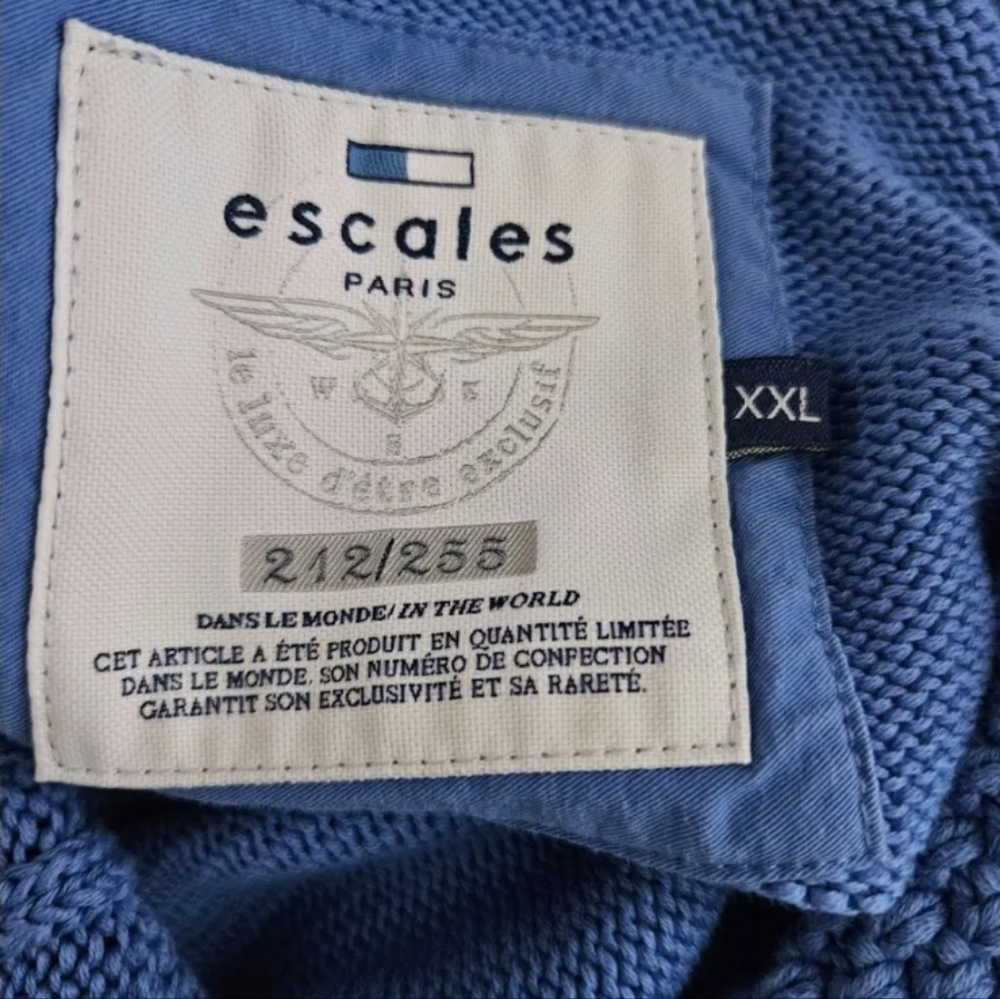 escales
PARIS
W E
S
le luxe d'être exclusif
212/255
DANS LE MONDE/ IN THE WORLD
CET ARTICLE A ÉTÉ PRODUIT EN QUANTITÉ LIMITÉE
DANS LE MONDE. SON NUMÉRO DE CONFECTION
GARANTIT SON EXCLUSIVITÉ ET SA RARETÉ.
XXL